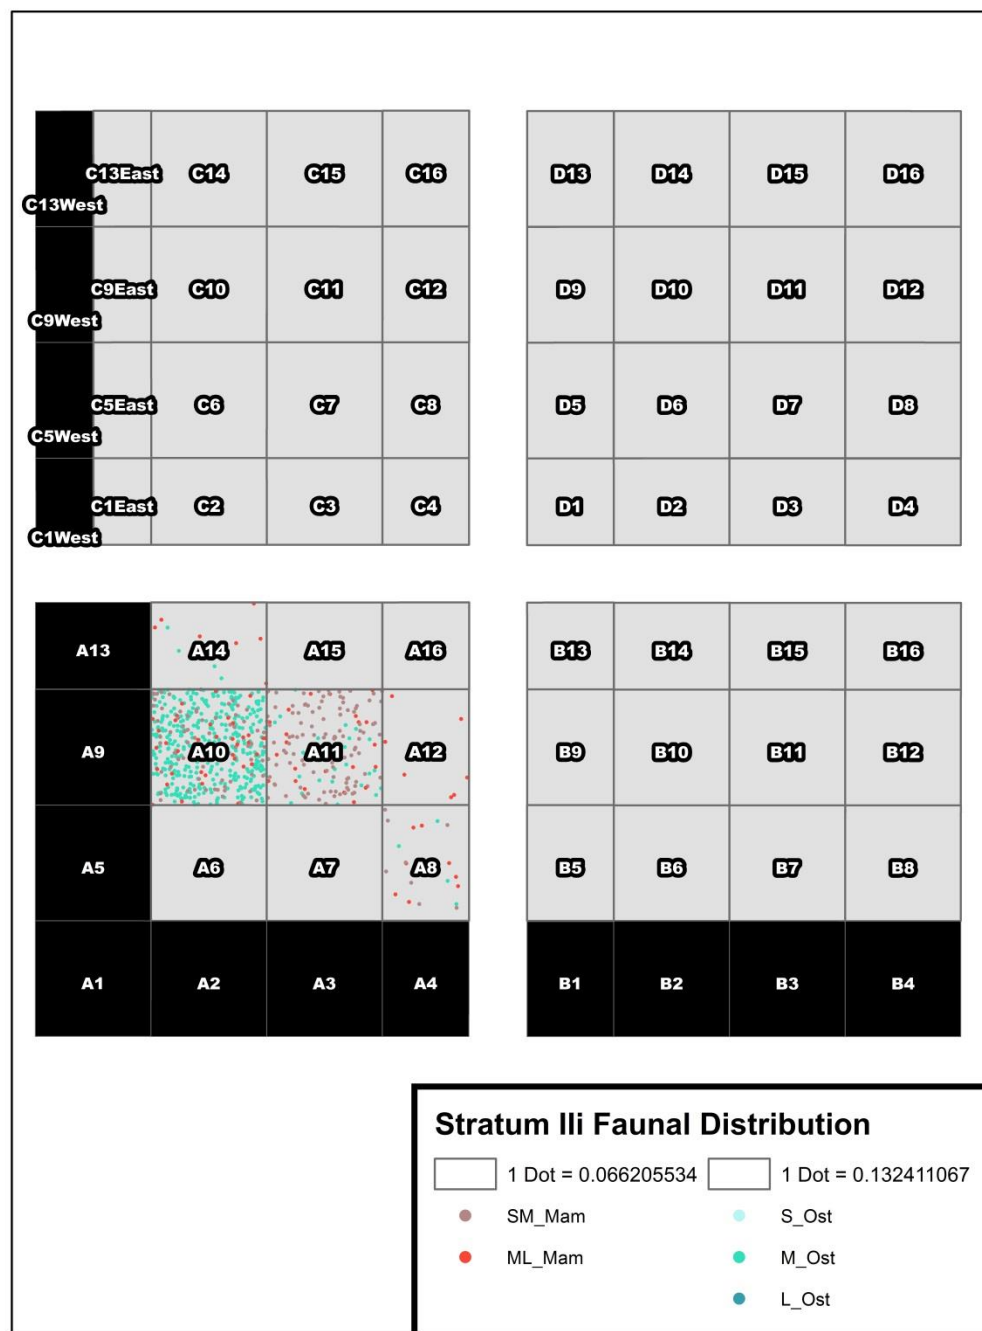 C13East C14 C15 C16 D13 D14 D15 D16
C13West
C9East C10 C11 C12 D9 D10 D11 D12
C9West
C5East C6 C7 C8 D5 D6 D7 D8
C5West
C1East C2 C3 C4 D1 D2 D3 D4
C1West
A13 A14 A15 A16 B13 B14 B15 B16
A9 A10 A11 A12 B9 B10 B11 B12
A5 A6 A7 A8 B5 B6 B7 B8
A1 A2 A3 A4 B1 B2 B3 B4
Stratum IIi Faunal Distribution
1 Dot = 0.066205534 1 Dot = 0.132411067
SM_Mam S_Ost
ML_Mam M_Ost
L_Ost